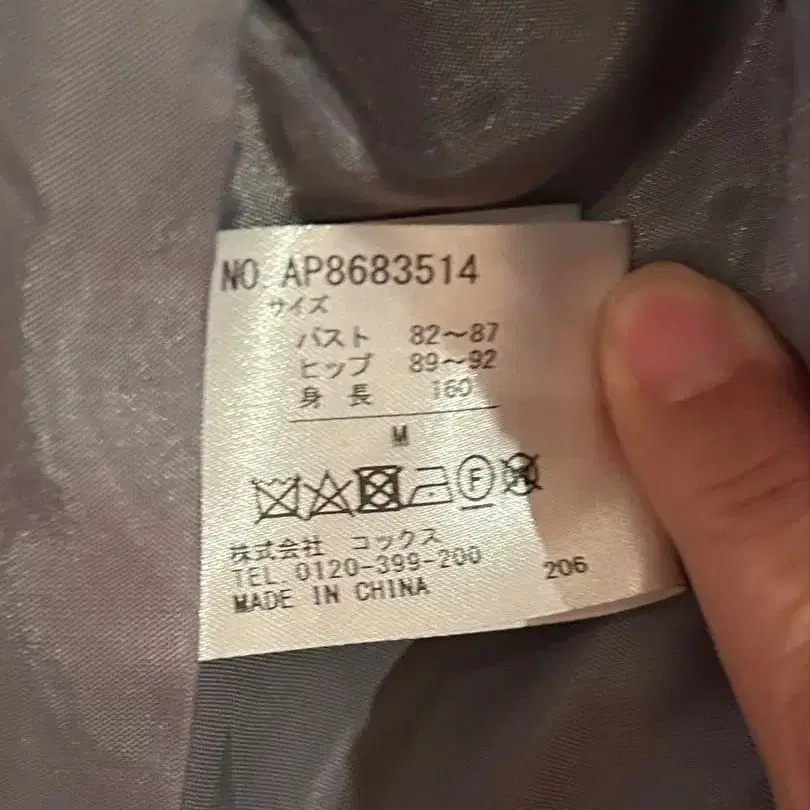 NO AP8683514
サイズ
バスト 82～87
ヒップ 89～92
身長 160
M
F
株式会社 コックス
TEL 0120-399-200
206
MADE IN CHINA